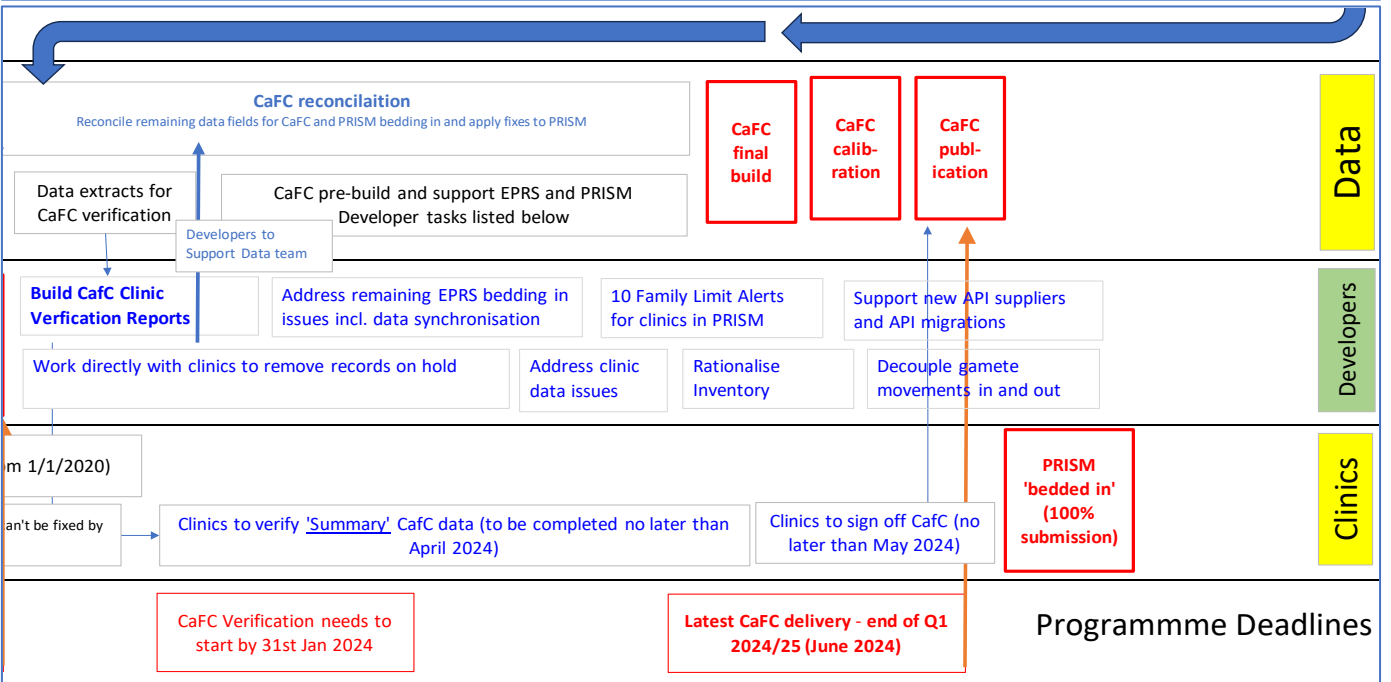 CaFC reconcilaition
Reconcile remaining data fields for CaFC and PRISM bedding in and apply fixes to PRISM
CaFC
final
build
CaFC
calib-
ration
CaFC
publ-
ication
Data
Data extracts for
CaFC verification
CaFC pre-build and support EPRS and PRISM
Developer tasks listed below
Developers to
Support Data team
Build CafC Clinic
Verfication Reports
Address remaining EPRS bedding in
issues incl. data synchronisation
10 Family Limit Alerts
for clinics in PRISM
Support new API suppliers
and API migrations
Developers
Work directly with clinics to remove records on hold
Address clinic
data issues
Rationalise
Inventory
Decouple gamete
movements in and out
om 1/1/2020)
an't be fixed by
Clinics to verify 'Summary' CafC data (to be completed no later than
April 2024)
Clinics to sign off CafC (no
later than May 2024)
PRISM
'bedded in'
(100%
submission)
Clinics
CaFC Verification needs to
start by 31st Jan 2024
Latest CaFC delivery - end of Q1
2024/25 (June 2024)
Programmme Deadlines